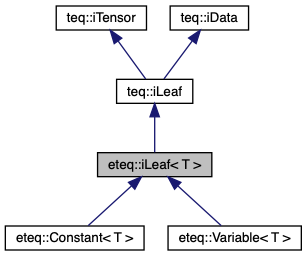 teq::iTensor
teq::iData
teq::iLeaf
eteq::iLeaf< T >
eteq::Constant< T >
eteq::Variable< T >